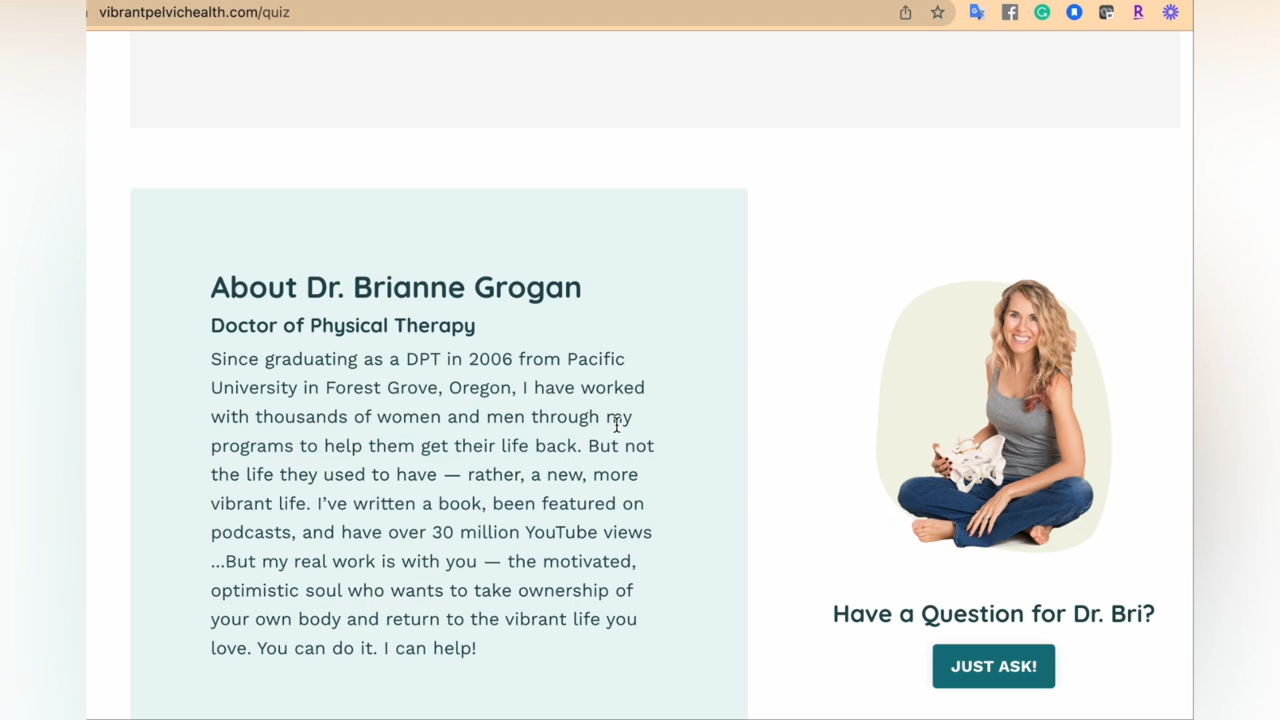 vibrantpelvichealth.com/quiz
About Dr. Brianne Grogan
Doctor of Physical Therapy
Since graduating as a DPT in 2006 from Pacific
University in Forest Grove, Oregon, I have worked
with thousands of women and men through my
programs to help them get their life back. But not
the life they used to have — rather, a new, more
vibrant life. I’ve written a book, been featured on
podcasts, and have over 30 million YouTube views
...But my real work is with you — the motivated,
optimistic soul who wants to take ownership of
your own body and return to the vibrant life you
love. You can do it. I can help!
Have a Question for Dr. Bri?
JUST ASK!